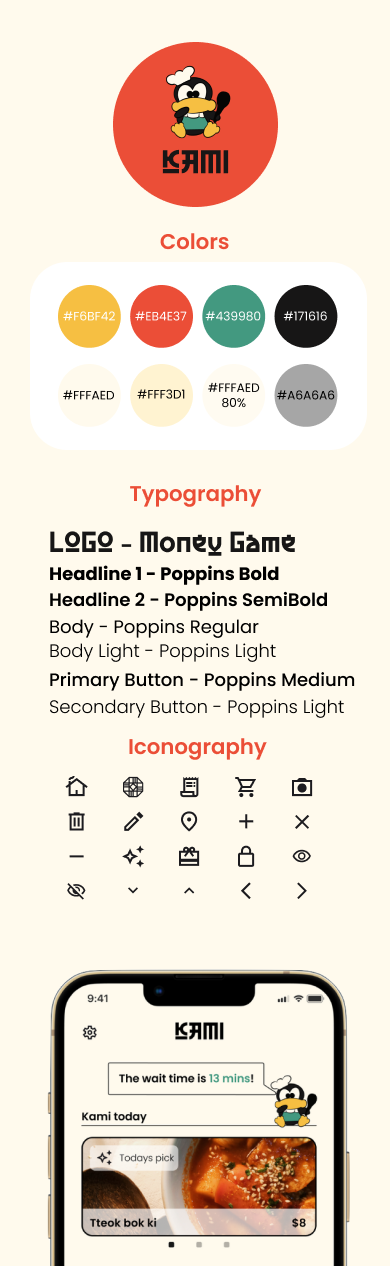 KAMI
Colors
#F6BF42 #EB4E37 #439980 #171616
#FFFAED #FFF3D1 #FFFAED 80% #A6A6A6
Typography
LOGO - Money Game
Headline 1 - Poppins Bold
Headline 2 - Poppins SemiBold
Body - Poppins Regular
Body Light - Poppins Light
Primary Button - Poppins Medium
Secondary Button - Poppins Light
Iconography
9:41
KAMI
The wait time is 13 mins!
Kami today
Todays pick
Tteok bok ki $8